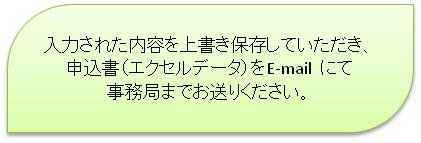 入力された内容を上書き保存していただき、
申込書（エクセルデータ）をE-mail にて
事務局までお送りください。